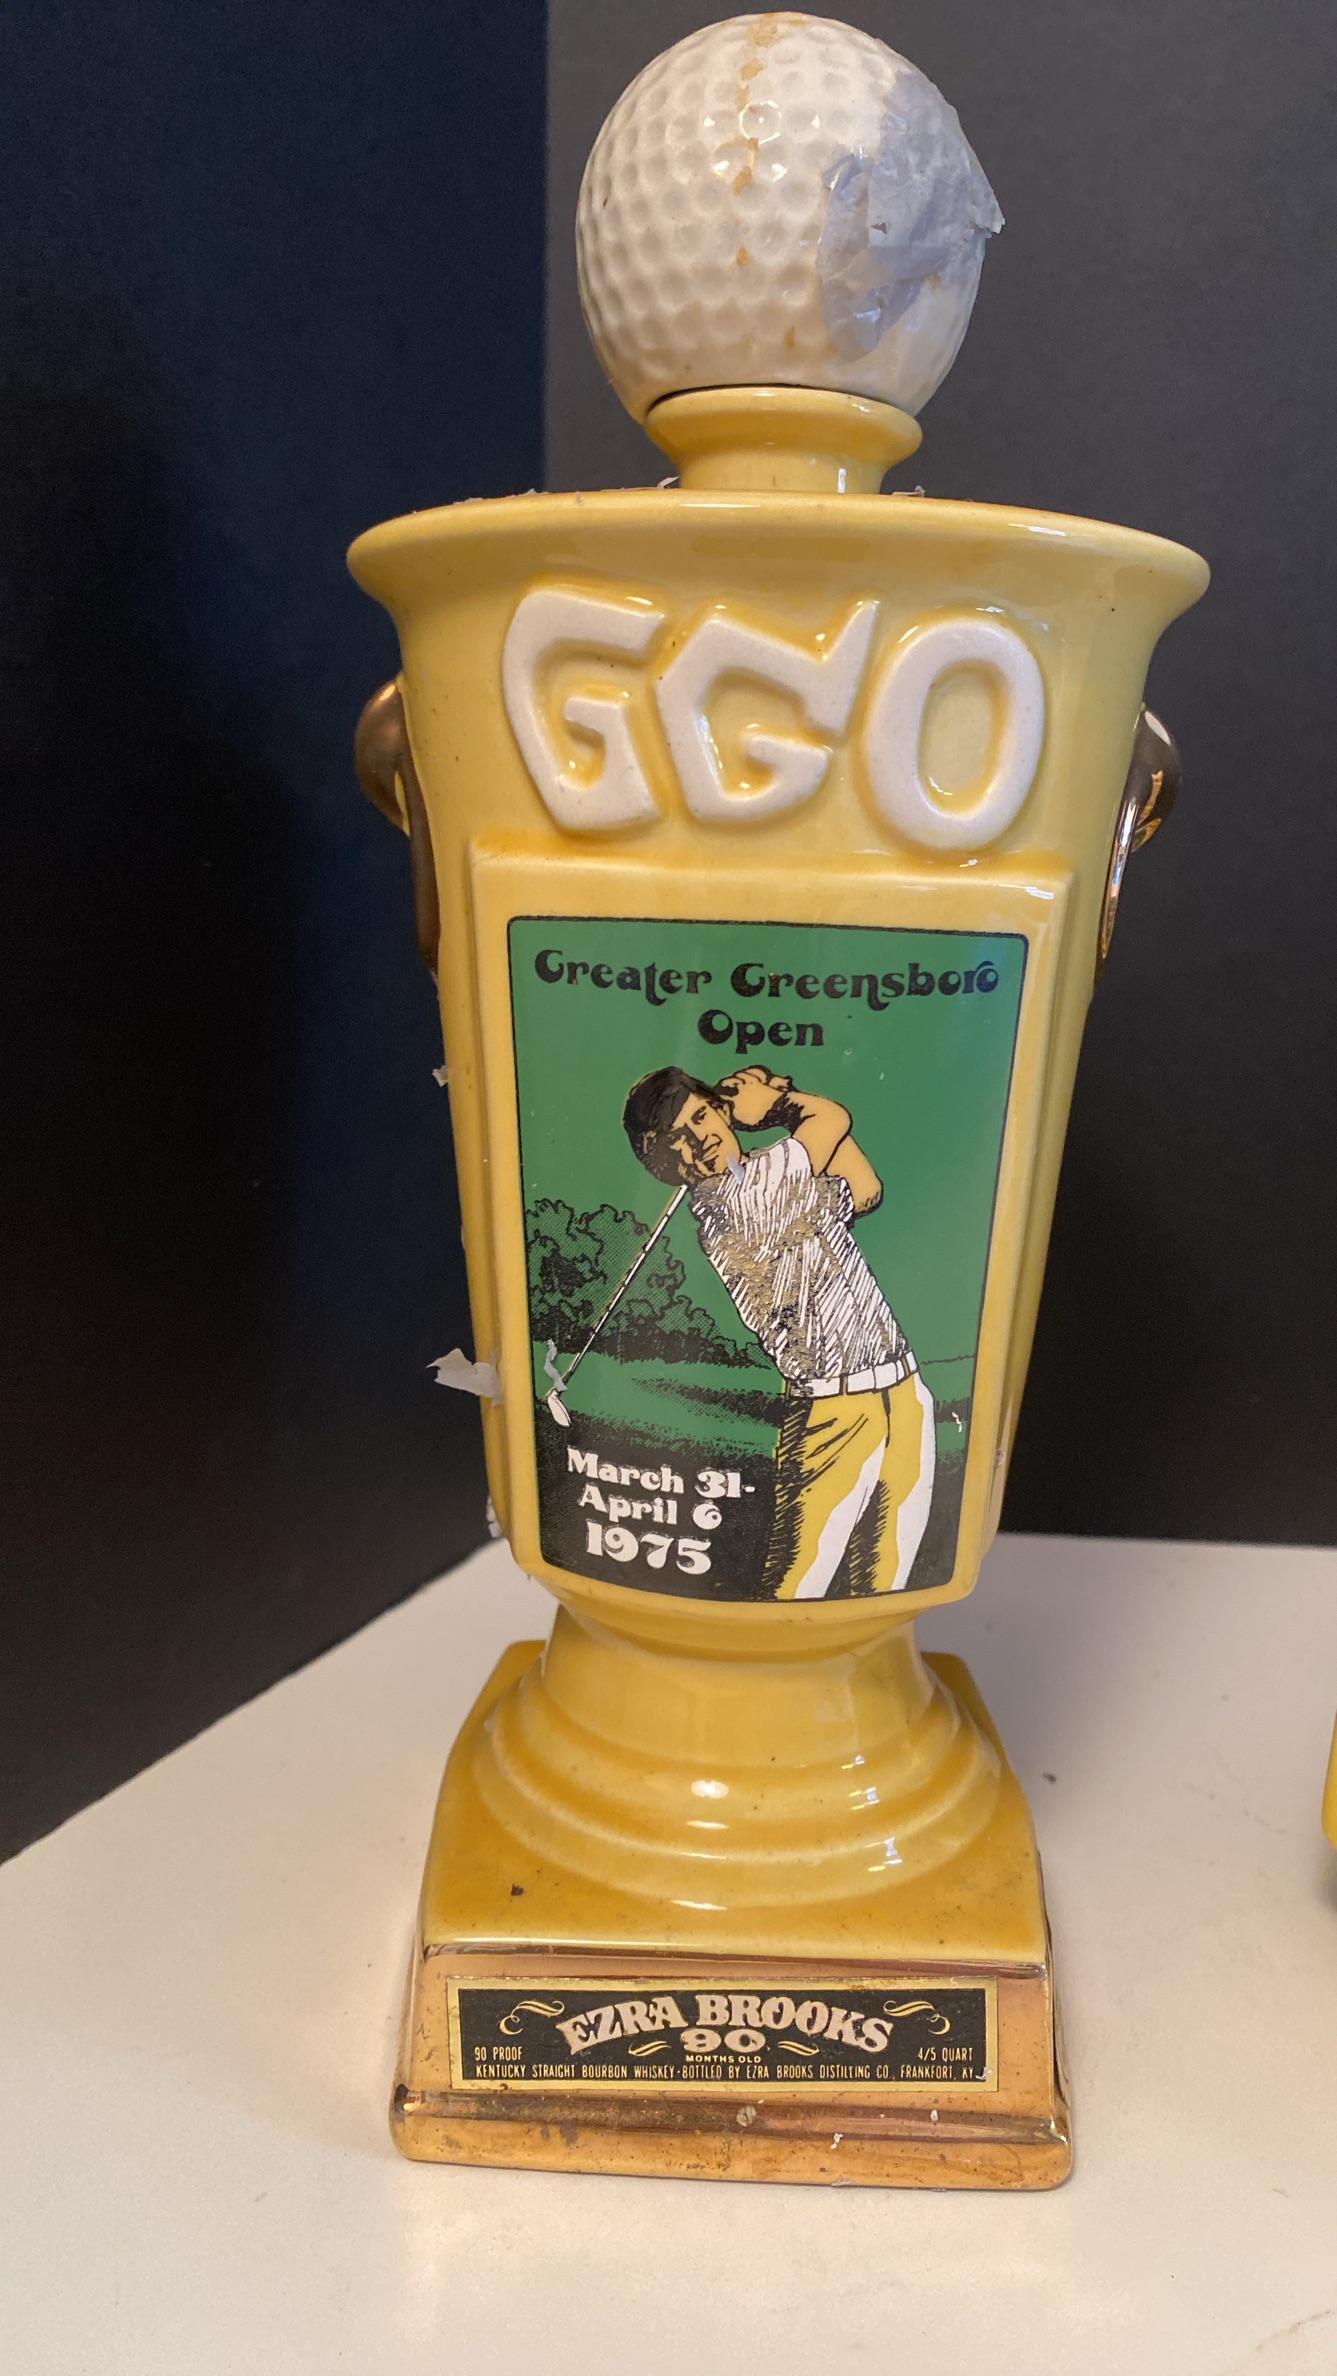 GGO
Greater Greensboro
Open
March 31-
April 6
1975
EZRA BROOKS
90
MONTHS OLD
90 PROOF
4/5 QUART
KENTUCKY STRAIGHT BOURBON WHISKEY·BOTTLED BY EZRA BROOKS DISTILLING CO., FRANKFORT, KY.